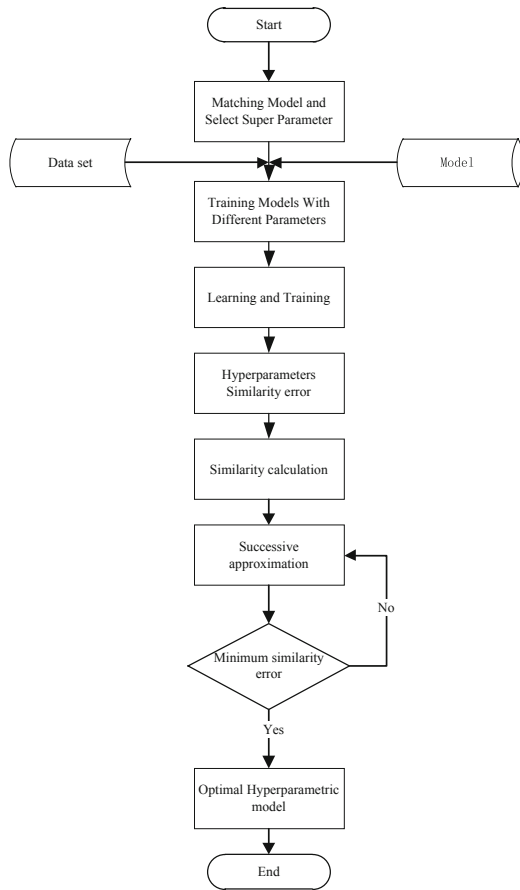 Start
Matching Model and
Select Super Parameter
Data set
Model
Training Models With
Different Parameters
Learning and Training
Hyperparameters
Similarity error
Similarity calculation
Successive
approximation
No
Minimum similarity
error
Yes
Optimal Hyperparametric
model
End